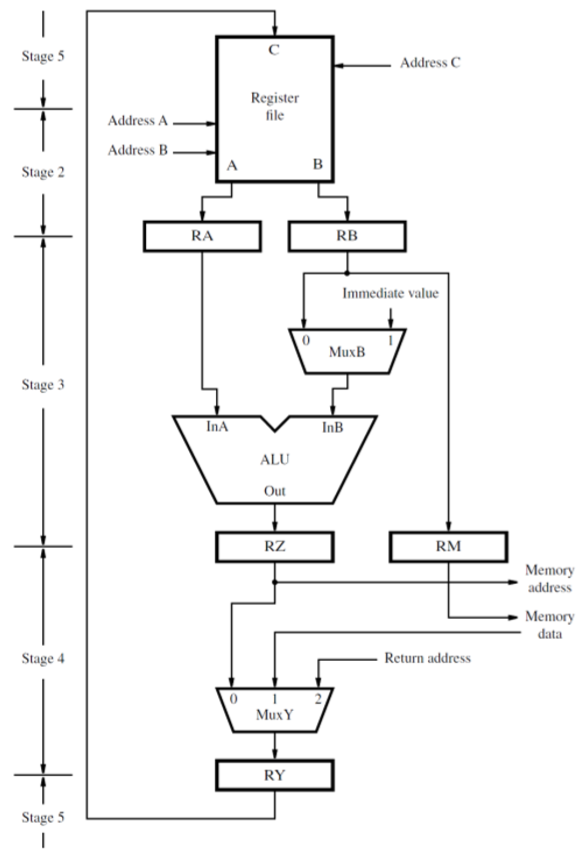 Stage 5
C
Address C
Register
file
Address A
Address B
Stage 2
A
B
RA
RB
Immediate value
0
1
MuxB
Stage 3
InA
InB
ALU
Out
RZ
RM
Memory
address
Memory
data
Stage 4
Return address
0
1
2
MuxY
RY
Stage 5